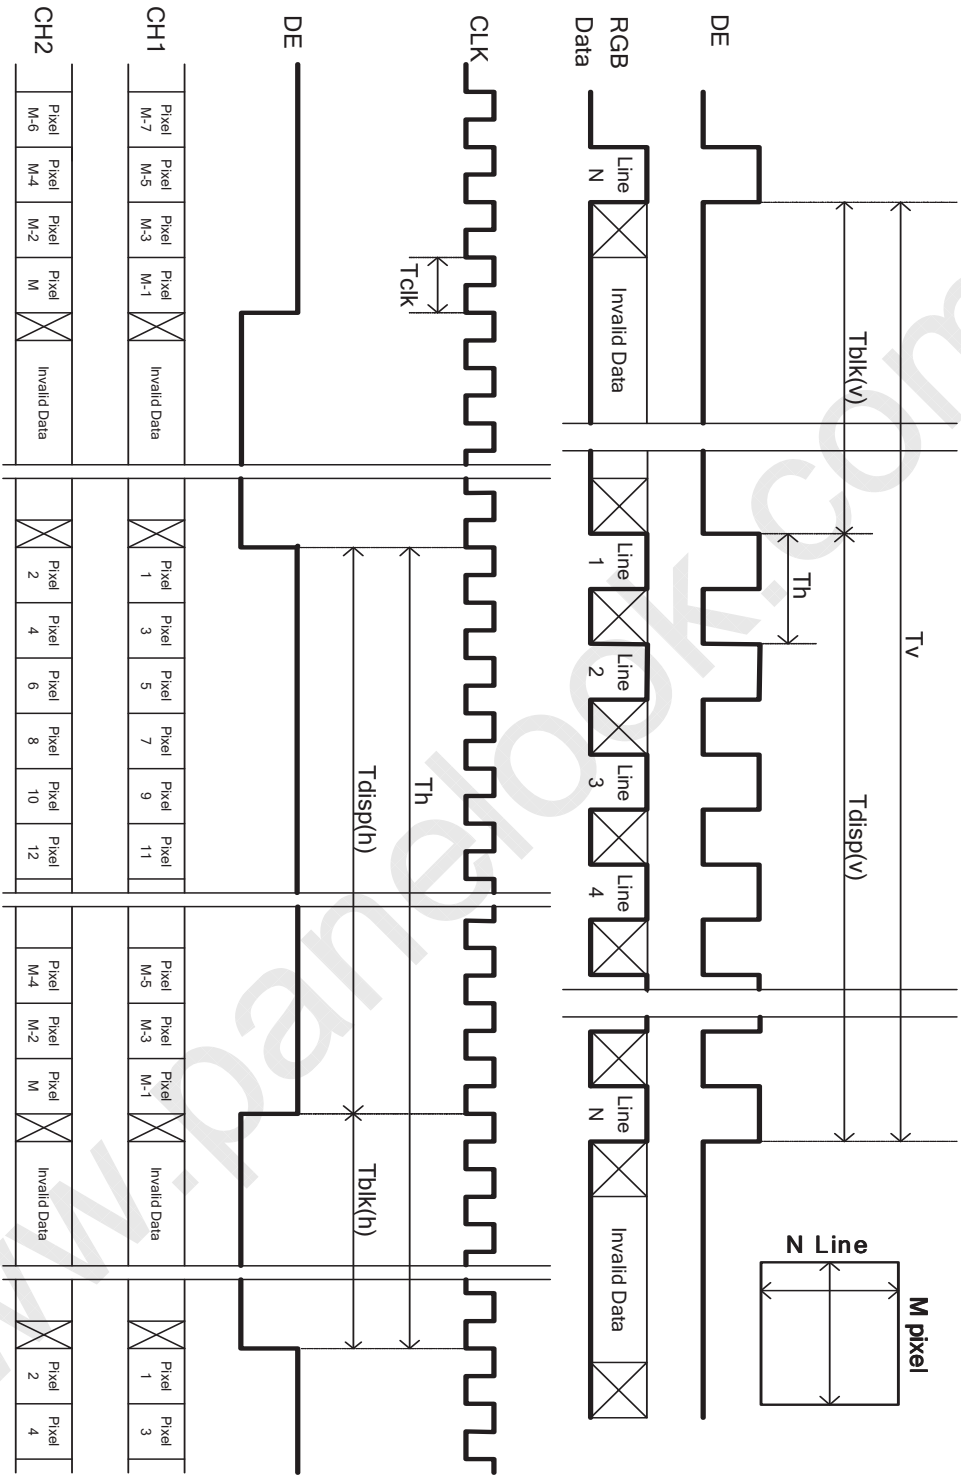 Tv
Tblk(v)
Tdisp(v)
Th
DE
RGB
Data
Line
N
Invalid Data
Line
1
Line
2
Line
3
Line
4
Line
N
Invalid Data
M pixel
N Line
CLK
Tclk
Th
Tdisp(h)
Tblk(h)
DE
CH1
Pixel
M-7
Pixel
M-5
Pixel
M-3
Pixel
M-1
Invalid Data
Pixel
1
Pixel
3
Pixel
5
Pixel
7
Pixel
9
Pixel
11
Pixel
M-5
Pixel
M-3
Pixel
M-1
Invalid Data
Pixel
1
Pixel
3
CH2
Pixel
M-6
Pixel
M-4
Pixel
M-2
Pixel
M
Invalid Data
Pixel
2
Pixel
4
Pixel
6
Pixel
8
Pixel
10
Pixel
12
Pixel
M-4
Pixel
M-2
Pixel
M
Invalid Data
Pixel
2
Pixel
4
www.panelook.com